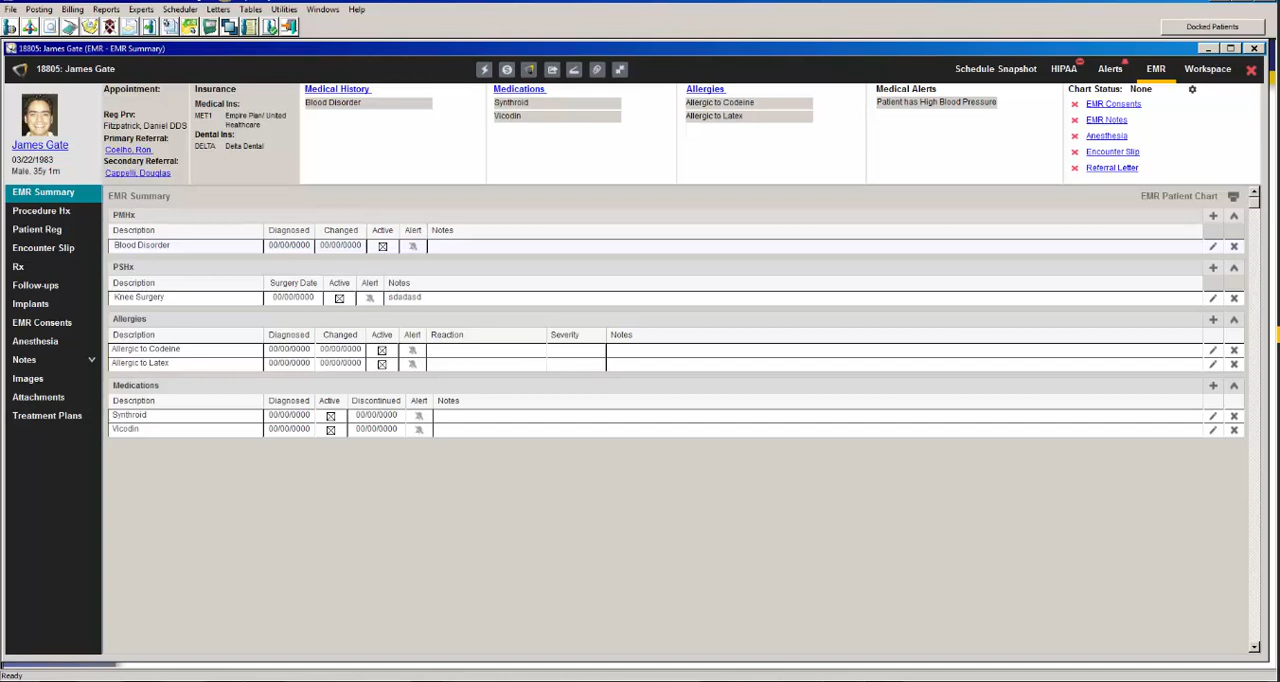 File Posting Billing Reports Experts Scheduler Letters Tables Utilities Windows Help
Docked Patients
18805: James Gate (EMR - EMR Summary)
18805: James Gate
Schedule Snapshot HIPAA Alerts EMR Workspace
Appointment:
Reg Prv:
Fitzpatrick, Daniel DDS
Primary Referral:
Coelho, Ron
Secondary Referral:
Cappelli, Douglas
James Gate
03/22/1983
Male, 35y 1m
Insurance
Medical Ins:
MET1 Empire Plan/ United
Healthcare
Dental Ins:
DELTA Delta Dental
Medical History
Blood Disorder
Medications
Synthroid
Vicodin
Allergies
Allergic to Codeine
Allergic to Latex
Medical Alerts
Patient has High Blood Pressure
Chart Status: None
EMR Consents
EMR Notes
Anesthesia
Encounter Slip
Referral Letter
EMR Summary
Procedure Hx
Patient Reg
Encounter Slip
Rx
Follow-ups
Implants
EMR Consents
Anesthesia
Notes
Images
Attachments
Treatment Plans
EMR Summary EMR Patient Chart
PMHx
Description Diagnosed Changed Active Alert Notes
Blood Disorder 00/00/0000 00/00/0000
PSHx
Description Surgery Date Active Alert Notes
Knee Surgery 00/00/0000 sdadasd
Allergies
Description Diagnosed Changed Active Alert Reaction Severity Notes
Allergic to Codeine 00/00/0000 00/00/0000
Allergic to Latex 00/00/0000 00/00/0000
Medications
Description Diagnosed Active Discontinued Alert Notes
Synthroid 00/00/0000 00/00/0000
Vicodin 00/00/0000 00/00/0000
Ready